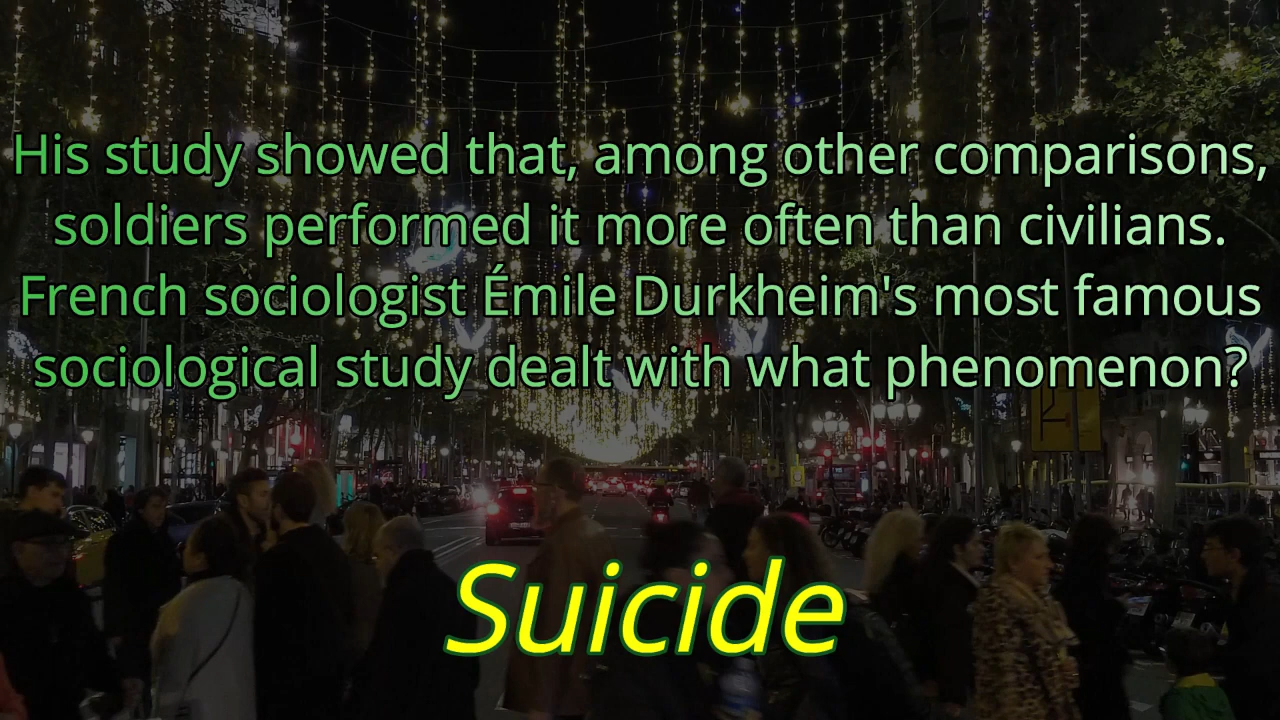 His study showed that, among other comparisons,
soldiers performed it more often than civilians.
French sociologist Émile Durkheim's most famous
sociological study dealt with what phenomenon?
Suicide